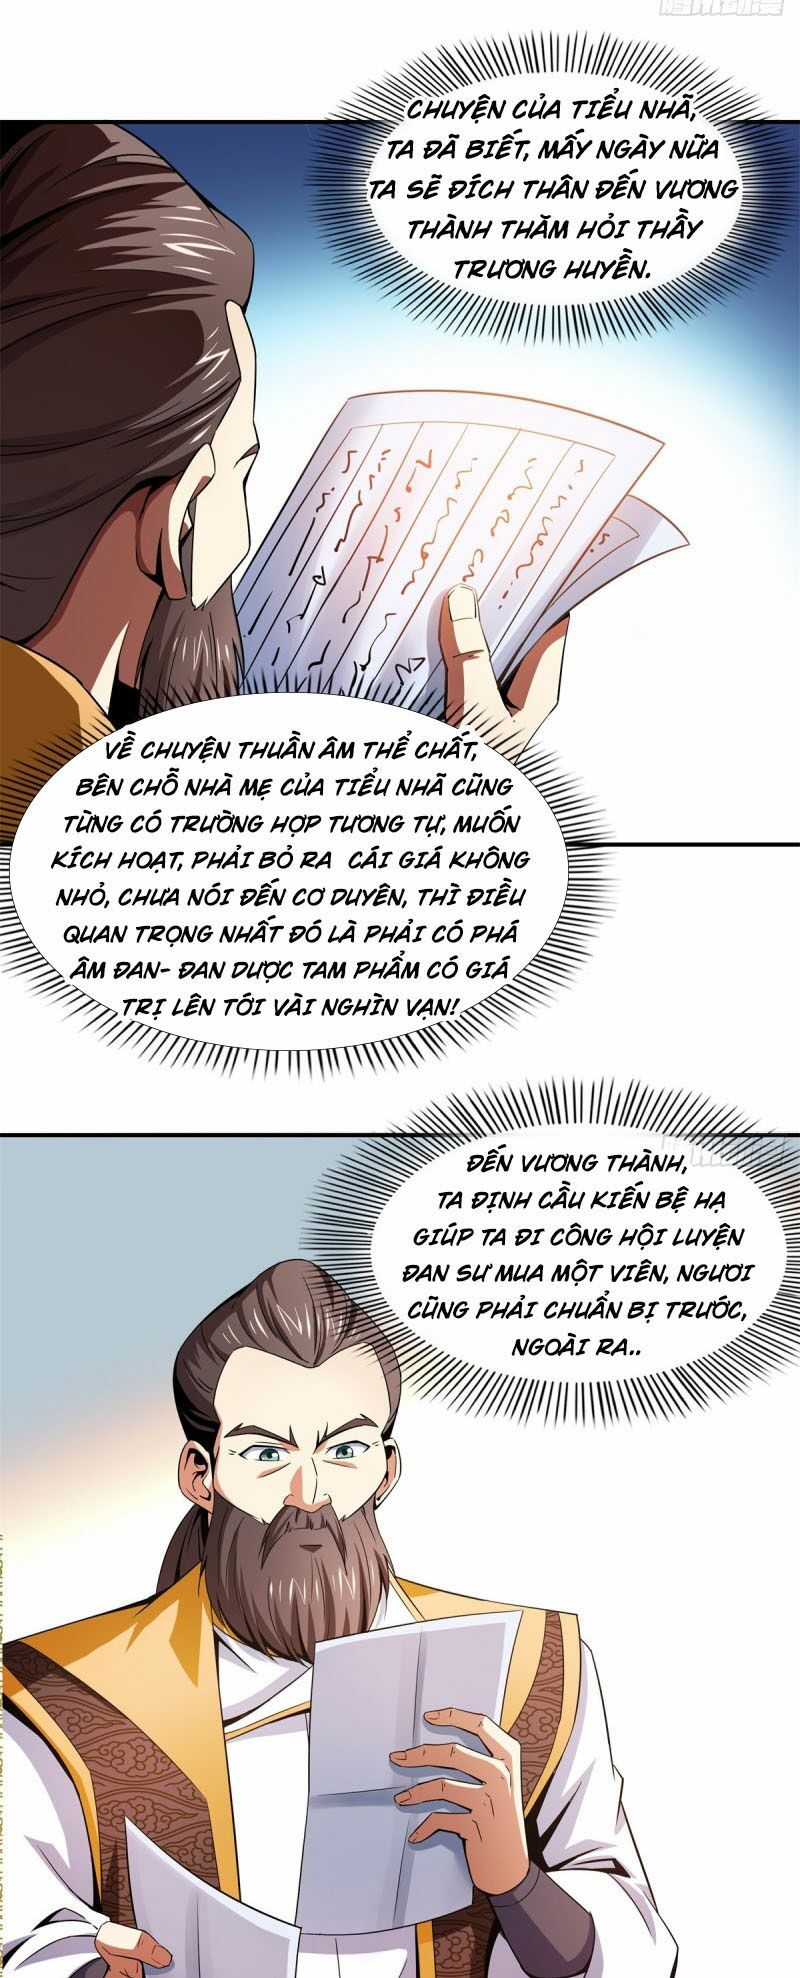 CHUYỆN CỦA TIỂU NHÃ,
TA ĐÃ BIẾT, MẤY NGÀY NỮA
TA SẼ ĐÍCH THÂN ĐẾN VƯƠNG
THÀNH THĂM HỎI THẦY
TRƯƠNG HUYỀN.
VỀ CHUYỆN THUẦN ÂM THỂ CHẤT,
BÊN CHỖ NHÀ MẸ CỦA TIỂU NHÃ CŨNG
TỪNG CÓ TRƯỜNG HỢP TƯƠNG TỰ, MUỐN
KÍCH HOẠT, PHẢI BỎ RA CÁI GIÁ KHÔNG
NHỎ, CHƯA NÓI ĐẾN CƠ DUYÊN, THÌ ĐIỀU
QUAN TRỌNG NHẤT ĐÓ LÀ PHẢI CÓ PHÁ
ÂM ĐAN- ĐAN DƯỢC TAM PHẨM CÓ GIÁ
TRỊ LÊN TỚI VÀI NGHÌN VẠN!
ĐẾN VƯƠNG THÀNH,
TA ĐỊNH CẦU KIẾN BỆ HẠ
GIÚP TA ĐI CÔNG HỘI LUYỆN
ĐAN SƯ MUA MỘT VIÊN, NGƯƠI
CŨNG PHẢI CHUẨN BỊ TRƯỚC,
NGOÀI RA..